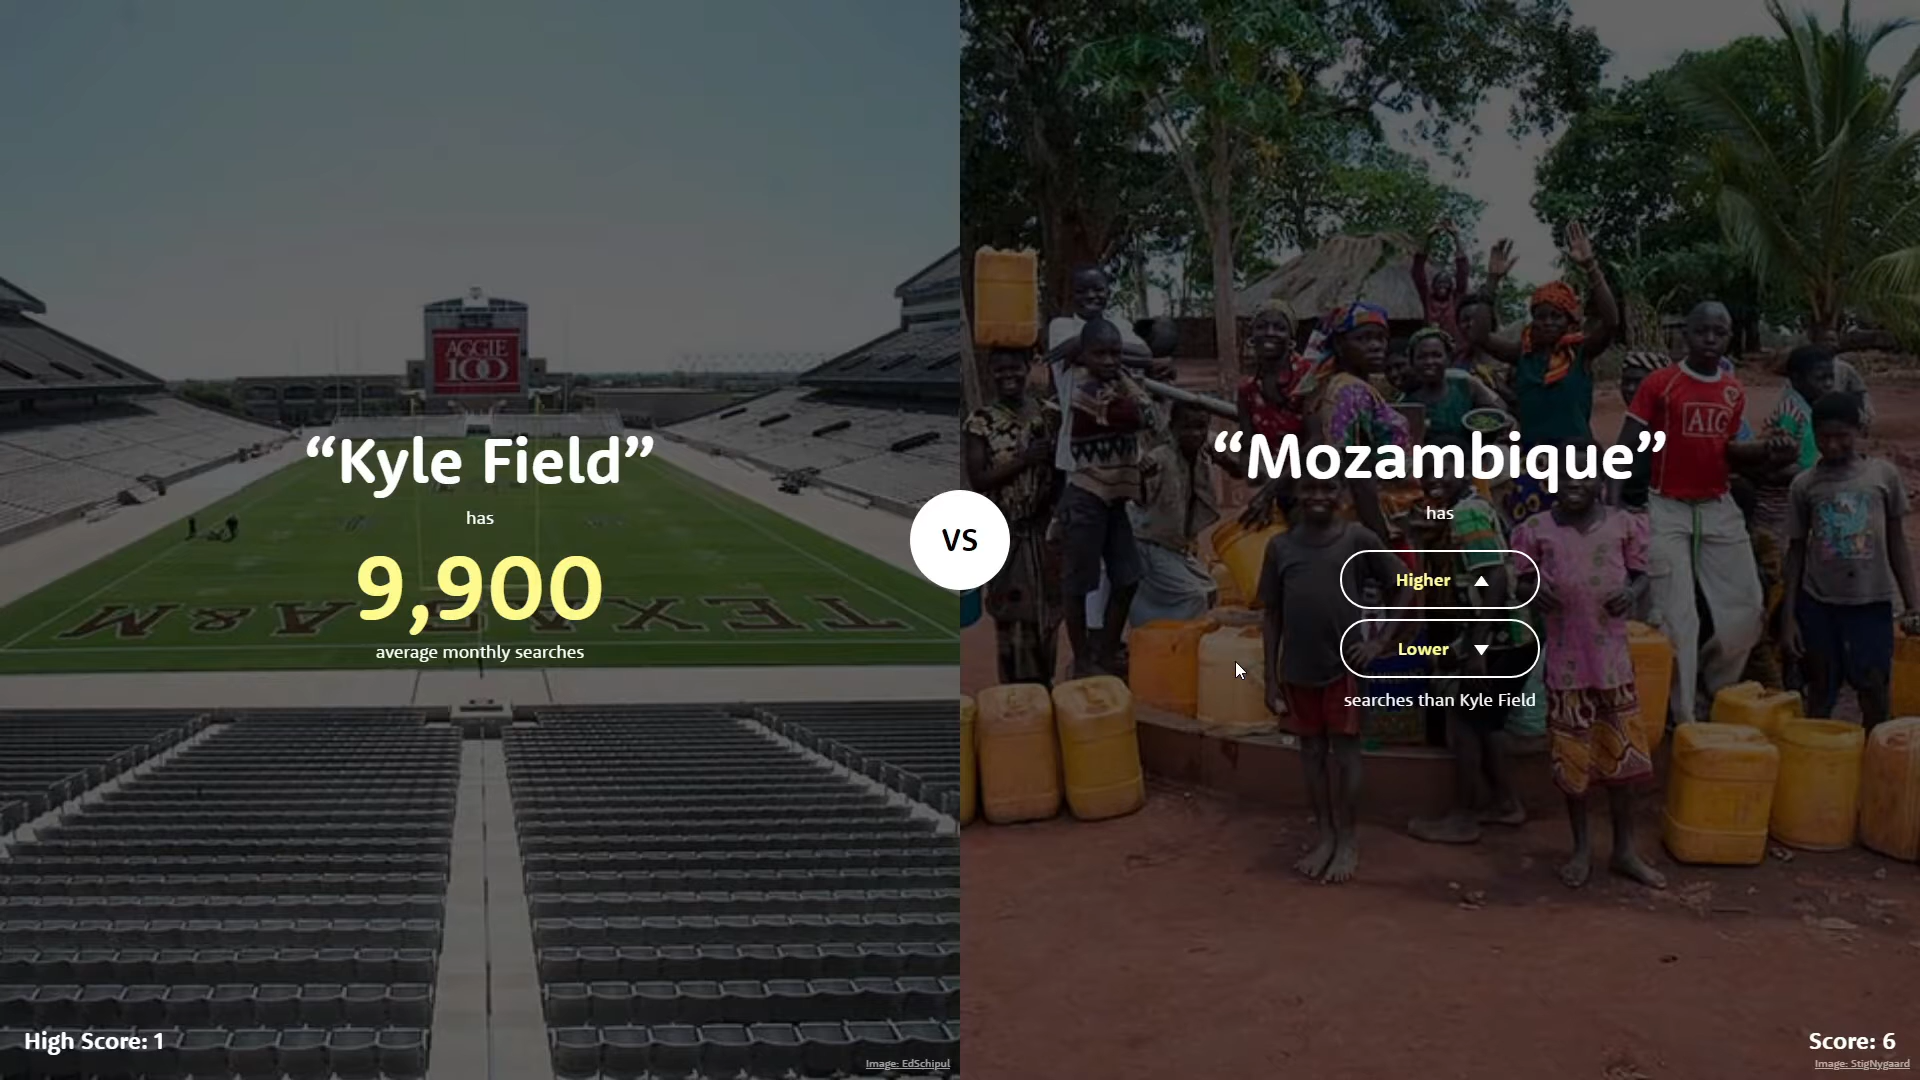 AGGIE
100
TEXAS A&M
AIG
“Kyle Field”
has
9,900
average monthly searches
VS
“Mozambique”
has
Higher
Lower
searches than Kyle Field
High Score: 1
Image: EdSchipul
Score: 6
Image: StigNygaard